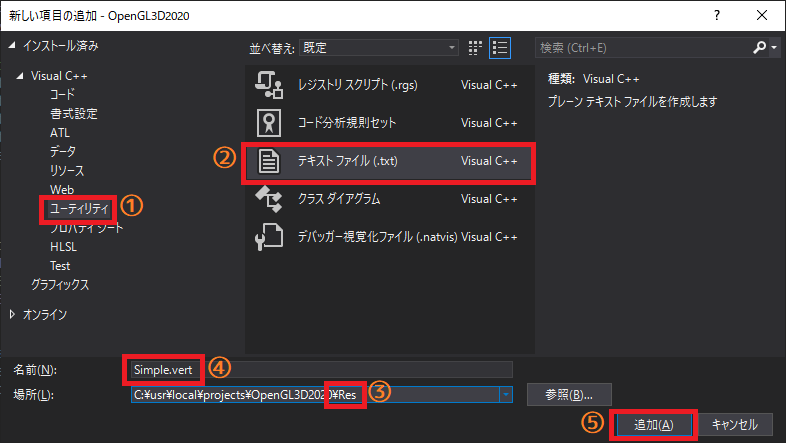 新しい項目の追加 - OpenGL3D2020
? ✕
インストール済み
Visual C++
コード
書式設定
ATL
データ
リソース
Web
ユーティリティ ①
プロパティ シート
HLSL
Test
グラフィックス
オンライン
並べ替え: 既定
レジストリ スクリプト (.rgs) Visual C++
コード分析規則セット Visual C++
② テキスト ファイル (.txt) Visual C++
クラス ダイアグラム Visual C++
デバッガー視覚化ファイル (.natvis) Visual C++
検索 (Ctrl+E)
種類: Visual C++
プレーン テキスト ファイルを作成します
名前(N): Simple.vert ④
場所(L): C:¥usr¥local¥projects¥OpenGL3D2020¥Res ③ 参照(B)...
⑤ 追加(A) キャンセル